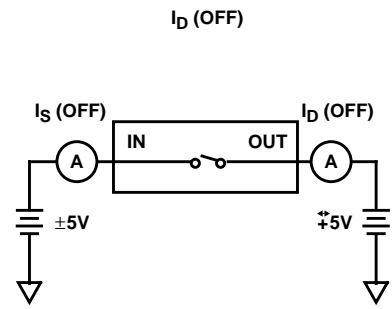 I_D (OFF)
I_S (OFF) I_D (OFF)
IN OUT
A A
±5V ∓5V